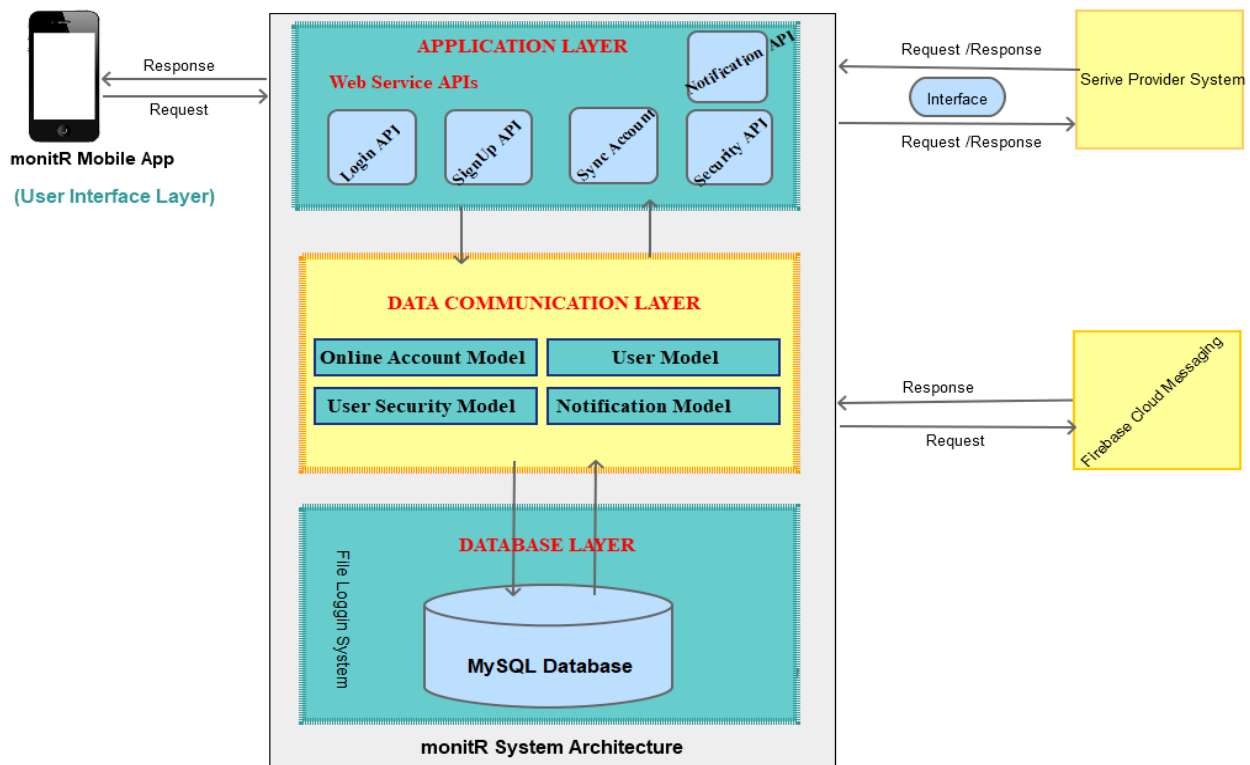 Response
Request
monitR Mobile App
(User Interface Layer)
APPLICATION LAYER
Web Service APIs
Notification API
Login API
SignUp API
Sync Account
Security API
Request /Response
Interface
Request /Response
Serive Provider System
DATA COMMUNICATION LAYER
Online Account Model
User Model
User Security Model
Notification Model
Response
Request
Firebase Cloud Messaging
DATABASE LAYER
File Loggin System
MySQL Database
monitR System Architecture